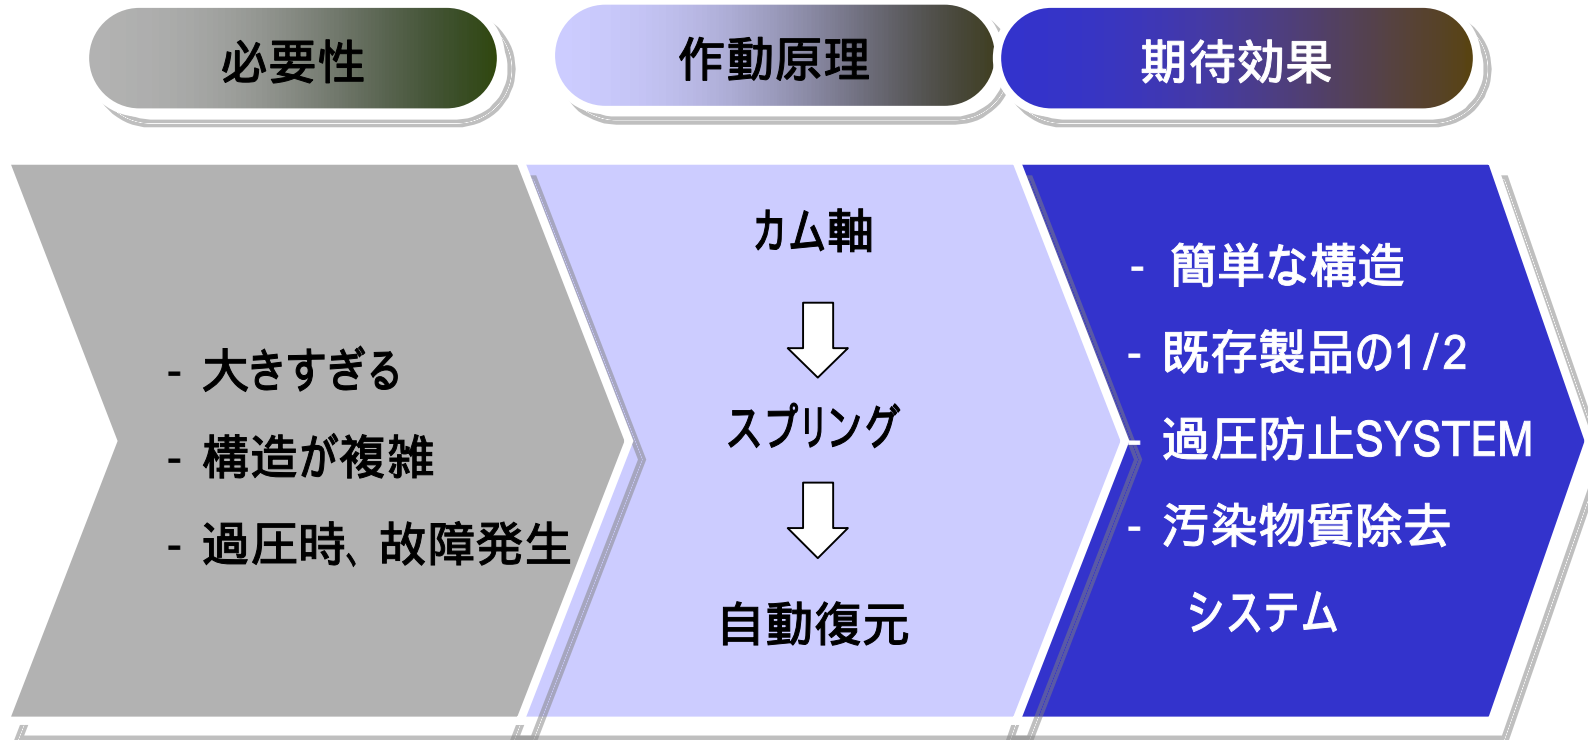 必要性
作動原理
期待効果
- 大きすぎる
- 構造が複雑
- 過圧時、故障発生
カム軸
スプリング
自動復元
- 簡単な構造
- 既存製品の1/2
- 過圧防止SYSTEM
- 汚染物質除去
システム